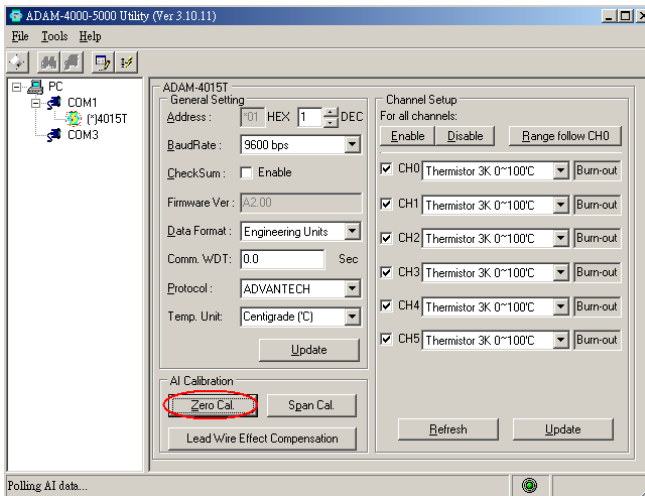 ADAM-4000-5000 Utility (Ver 3.10.11)
File Tools Help
PC
COM1
(*)4015T
COM3
ADAM-4015T
General Setting
Address : *01 HEX 1 DEC
BaudRate : 9600 bps
CheckSum : Enable
Firmware Ver : A2.00
Data Format : Engineering Units
Comm. WDT: 0.0 Sec
Protocol : ADVANTECH
Temp. Unit: Centigrade ('C)
Update
AI Calibration
Zero Cal. Span Cal.
Lead Wire Effect Compensation
Channel Setup
For all channels:
Enable Disable Range follow CH0
CH0 Thermistor 3K 0~100'C Burn-out
CH1 Thermistor 3K 0~100'C Burn-out
CH2 Thermistor 3K 0~100'C Burn-out
CH3 Thermistor 3K 0~100'C Burn-out
CH4 Thermistor 3K 0~100'C Burn-out
CH5 Thermistor 3K 0~100'C Burn-out
Refresh Update
Polling AI data...